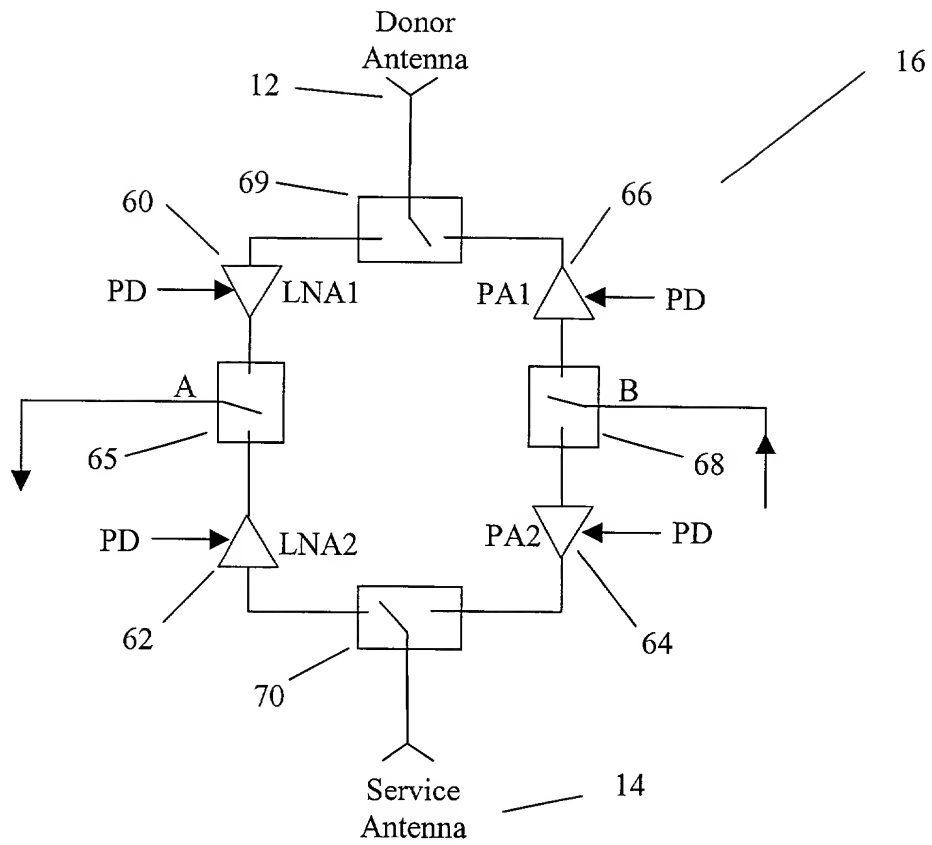 Donor
Antenna
12
16
69
60
66
PD
LNA1
PA1
PD
A
B
65
68
PD
LNA2
PA2
PD
62
64
70
Service
Antenna
14